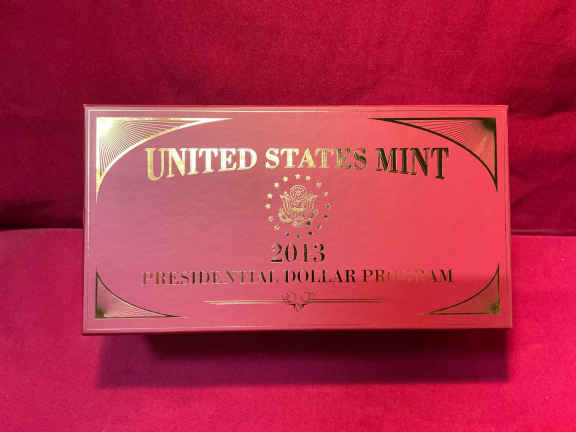 UNITED STATES MINT
2013
PRESIDENTIAL DOLLAR PROGRAM